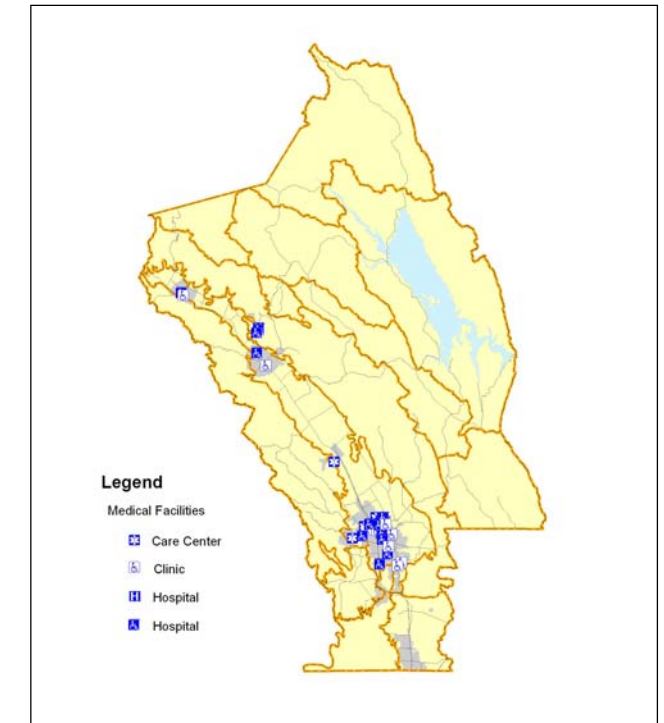 Legend
Medical Facilities
Care Center
Clinic
H Hospital
Hospital